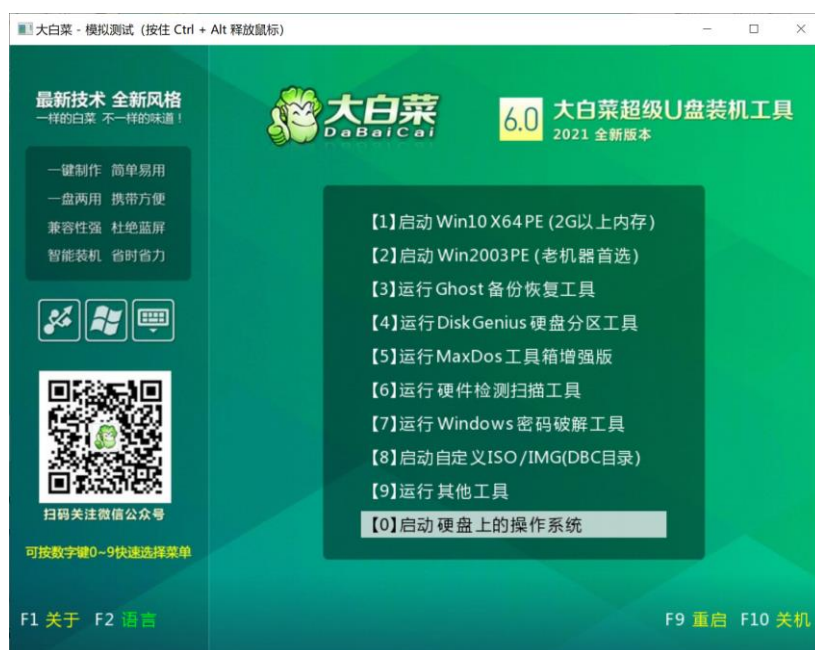 大白菜 - 模拟测试 (按住 Ctrl + Alt 释放鼠标)
最新技术 全新风格
一样的白菜 不一样的味道！
一键制作 简单易用
一盘两用 携带方便
兼容性强 杜绝蓝屏
智能装机 省时省力
扫码关注微信公众号
可按数字键0~9快速选择菜单
大白菜
DaBaiCai
6.0
大白菜超级U盘装机工具
2021 全新版本
【1】启动 Win10 X64 PE (2G以上内存)
【2】启动 Win2003PE (老机器首选)
【3】运行 Ghost 备份恢复工具
【4】运行 DiskGenius 硬盘分区工具
【5】运行 MaxDos 工具箱增强版
【6】运行 硬件检测扫描工具
【7】运行 Windows 密码破解工具
【8】启动自定义ISO/IMG(DBC目录)
【9】运行 其他工具
【0】启动 硬盘上的操作系统
F1 关于 F2 语言
F9 重启 F10 关机